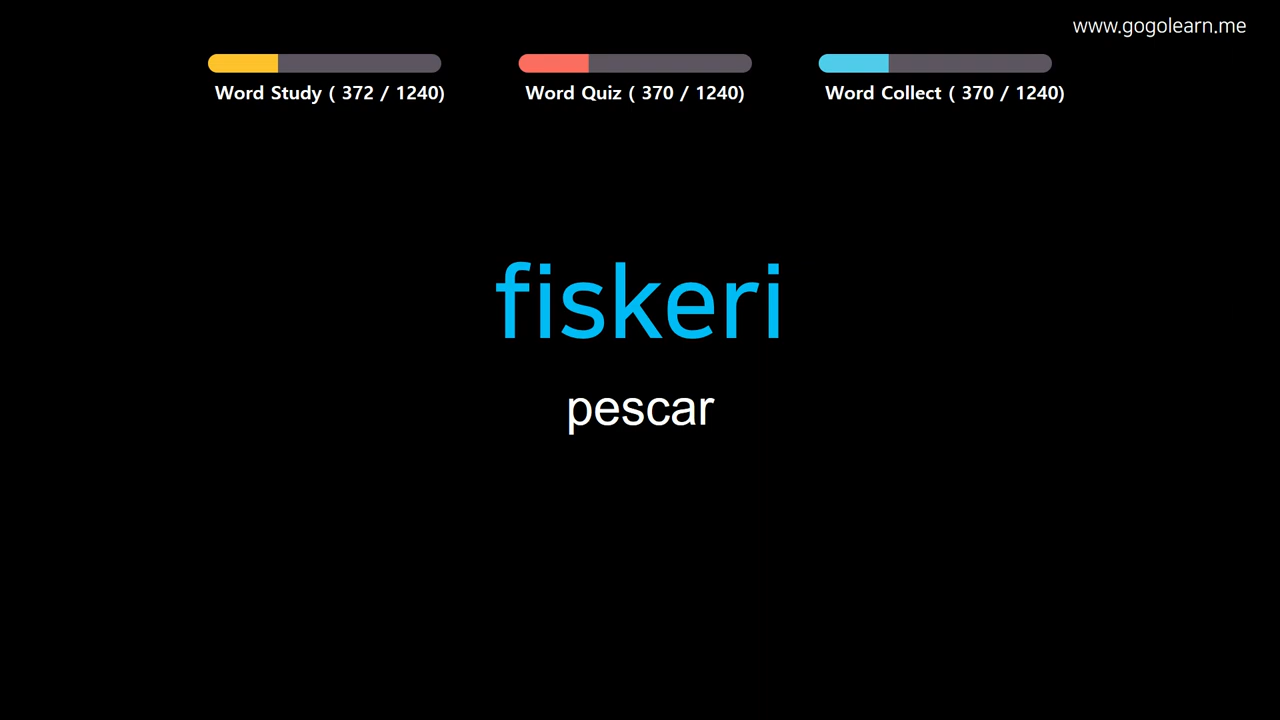 www.gogolearn.me
Word Study ( 372 / 1240)
Word Quiz ( 370 / 1240)
Word Collect ( 370 / 1240)
fiskeri
pescar